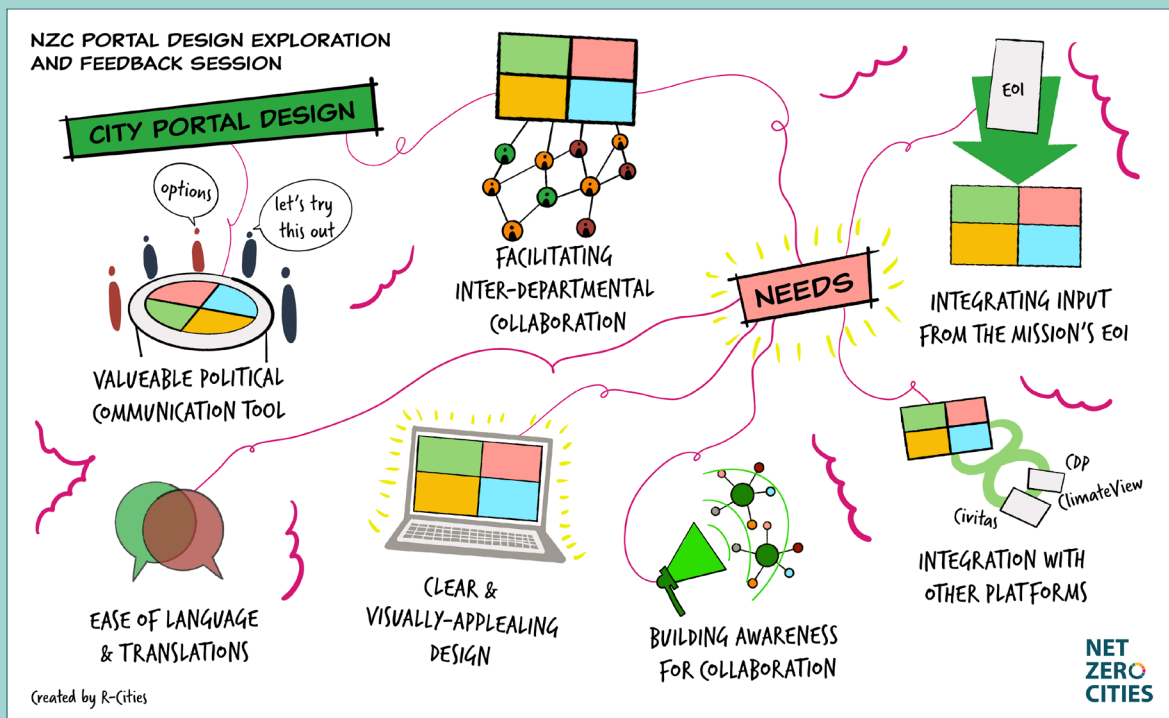 NZC PORTAL DESIGN EXPLORATION
AND FEEDBACK SESSION
CITY PORTAL DESIGN
options
let's try
this out
VALUEABLE POLITICAL
COMMUNICATION TOOL
FACILITATING
INTER-DEPARTMENTAL
COLLABORATION
NEEDS
EOI
INTEGRATING INPUT
FROM THE MISSION'S EOI
EASE OF LANGUAGE
& TRANSLATIONS
CLEAR &
VISUALLY-APPLEALING
DESIGN
BUILDING AWARENESS
FOR COLLABORATION
CDP
ClimateView
Civitas
INTEGRATION WITH
OTHER PLATFORMS
Created by R-Cities
NET
ZERO
CITIES